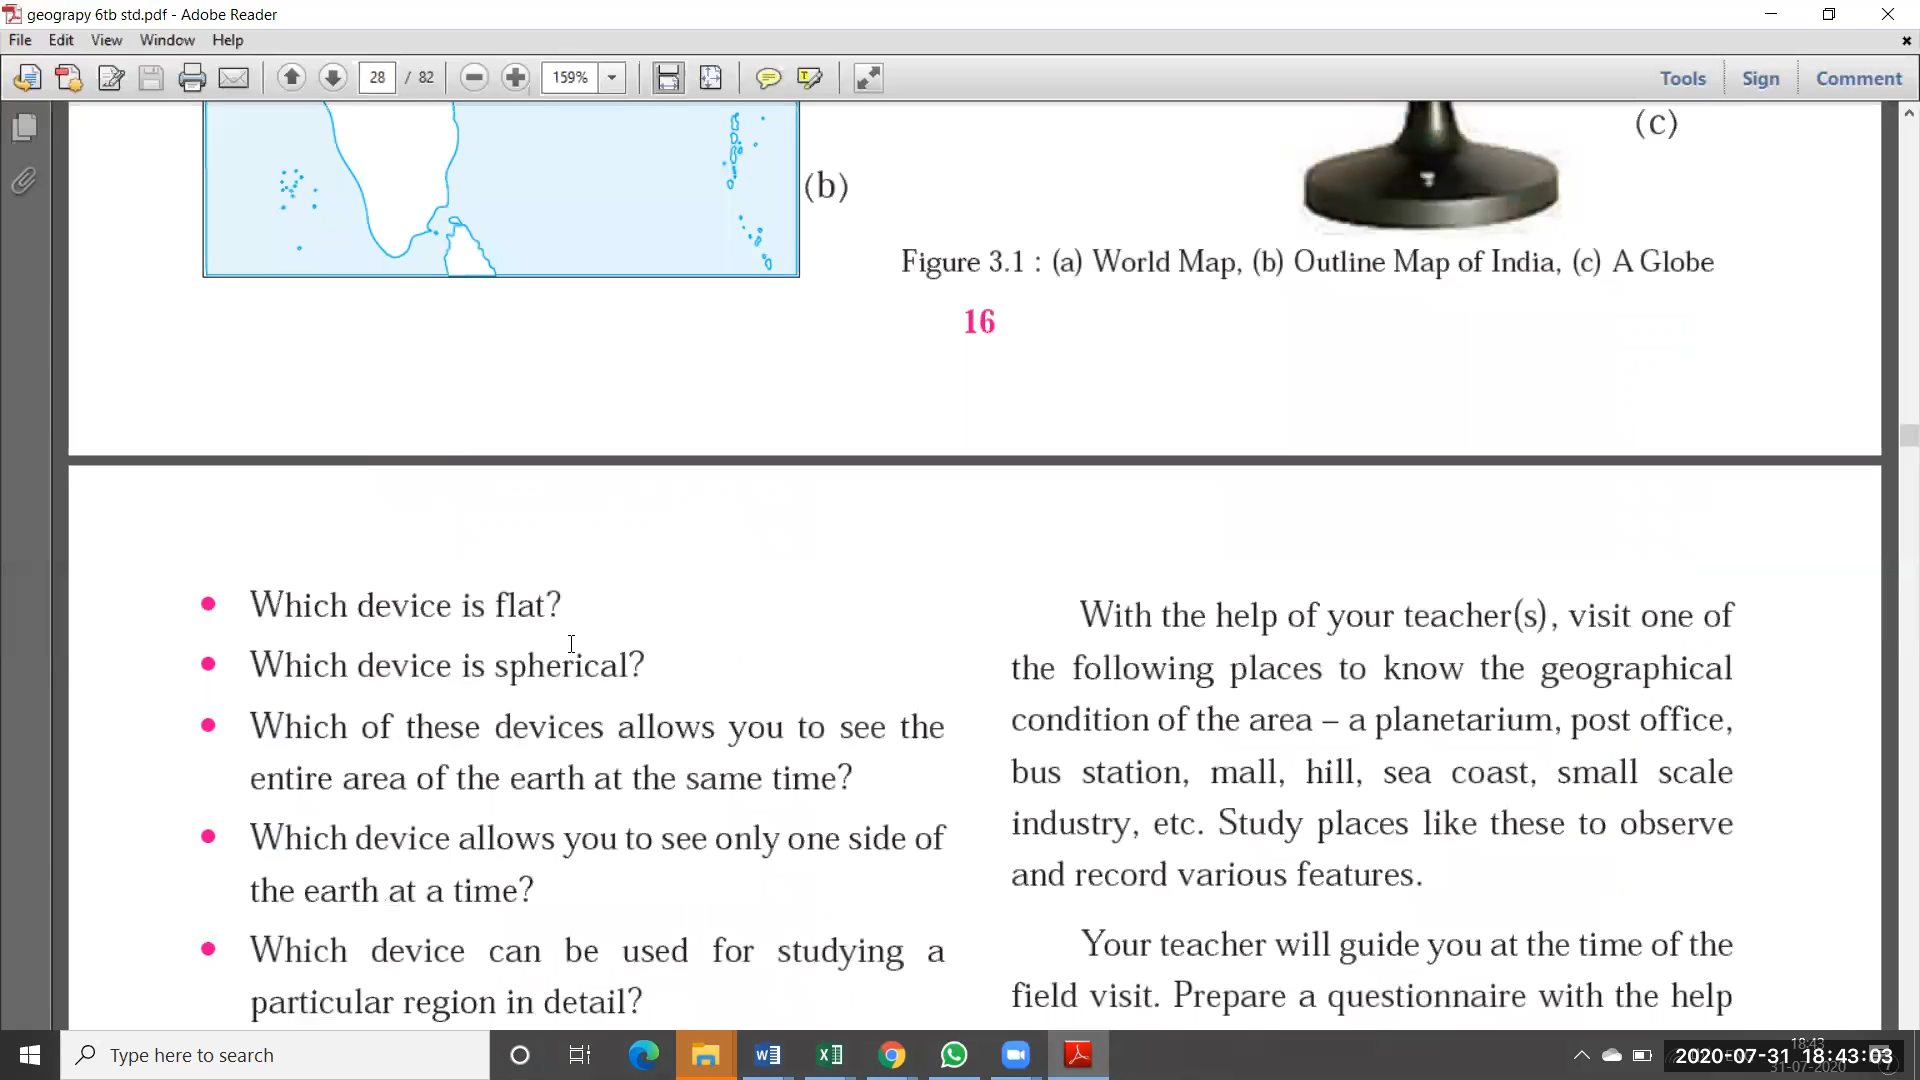 geograpy 6tb std.pdf - Adobe Reader
File Edit View Window Help
28 / 82 159% Tools Sign Comment
(c)
(b)
Figure 3.1 : (a) World Map, (b) Outline Map of India, (c) A Globe
16
Which device is flat?
Which device is spherical?
Which of these devices allows you to see the
entire area of the earth at the same time?
Which device allows you to see only one side of
the earth at a time?
Which device can be used for studying a
particular region in detail?
With the help of your teacher(s), visit one of
the following places to know the geographical
condition of the area – a planetarium, post office,
bus station, mall, hill, sea coast, small scale
industry, etc. Study places like these to observe
and record various features.
Your teacher will guide you at the time of the
field visit. Prepare a questionnaire with the help
Type here to search
18:43
2020-07-31 18:43:03
31-07-2020